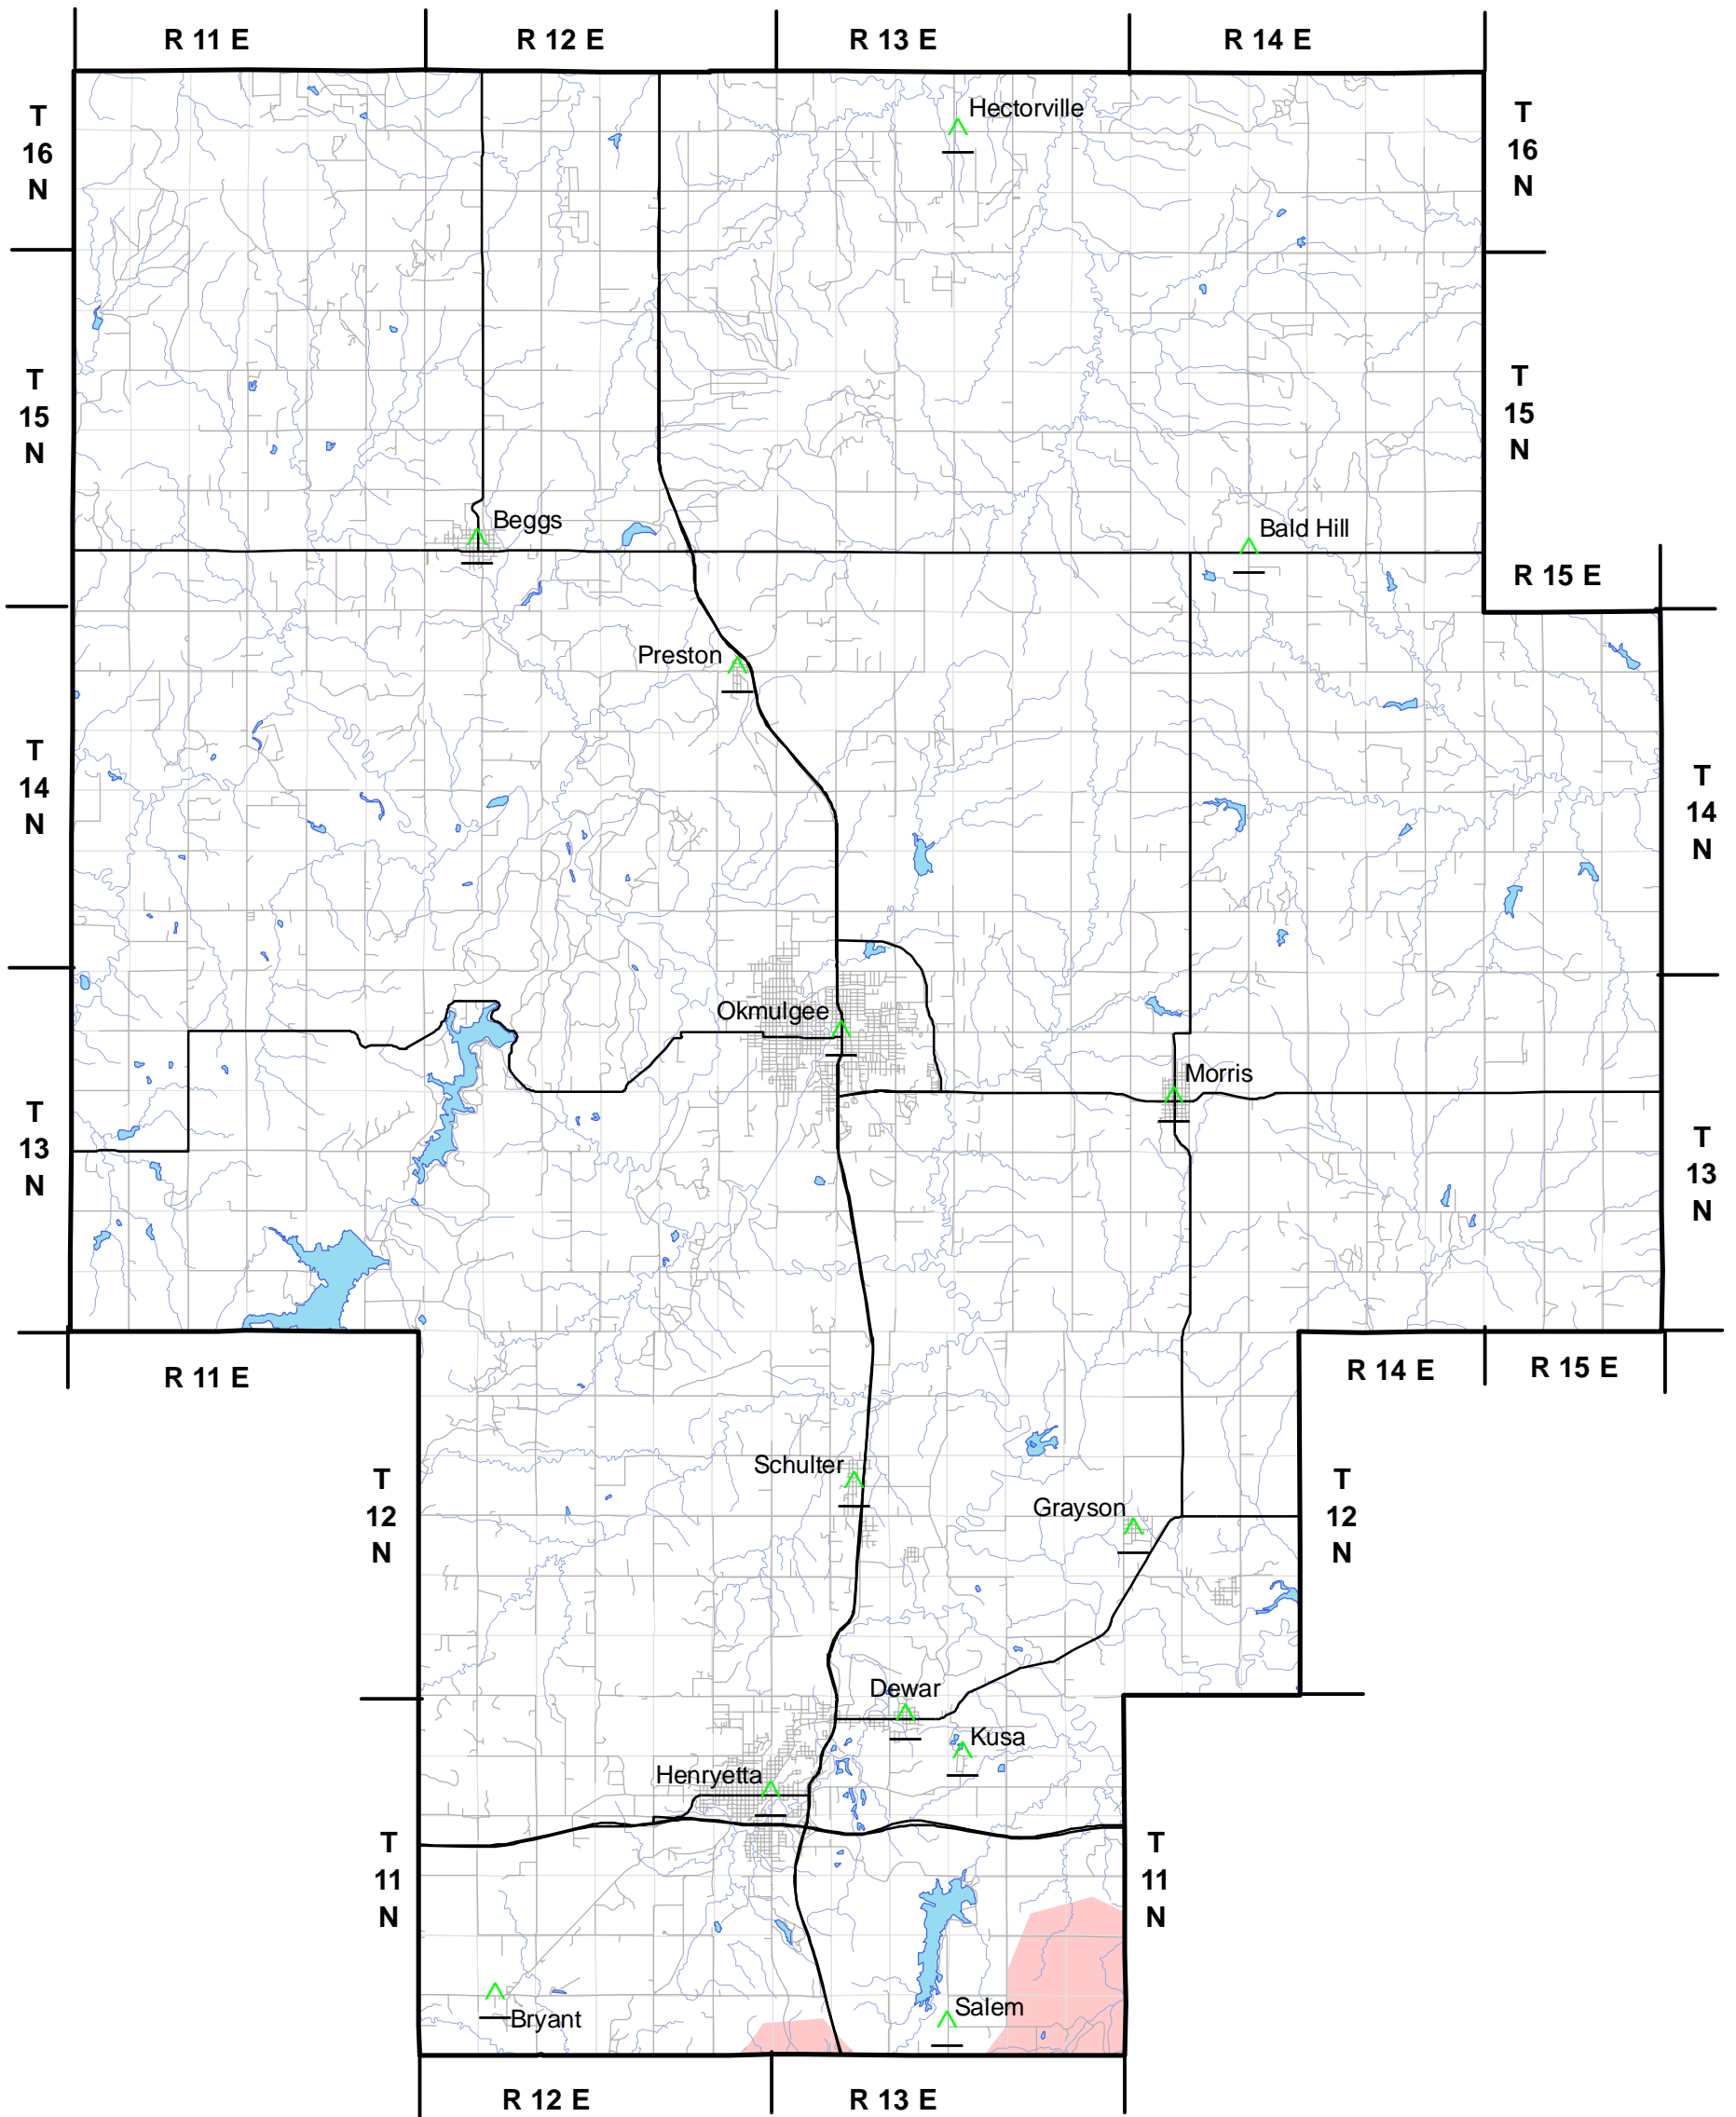 R 11 E
R 12 E
R 13 E
R 14 E
T
16
N
T
16
N
Hectorville
T
15
N
T
15
N
Beggs
Bald Hill
R 15 E
Preston
T
14
N
T
14
N
Okmulgee
Morris
T
13
N
T
13
N
R 11 E
R 14 E
R 15 E
Schulter
Grayson
T
12
N
T
12
N
Dewar
Kusa
Henryetta
T
11
N
T
11
N
Bryant
Salem
R 12 E
R 13 E